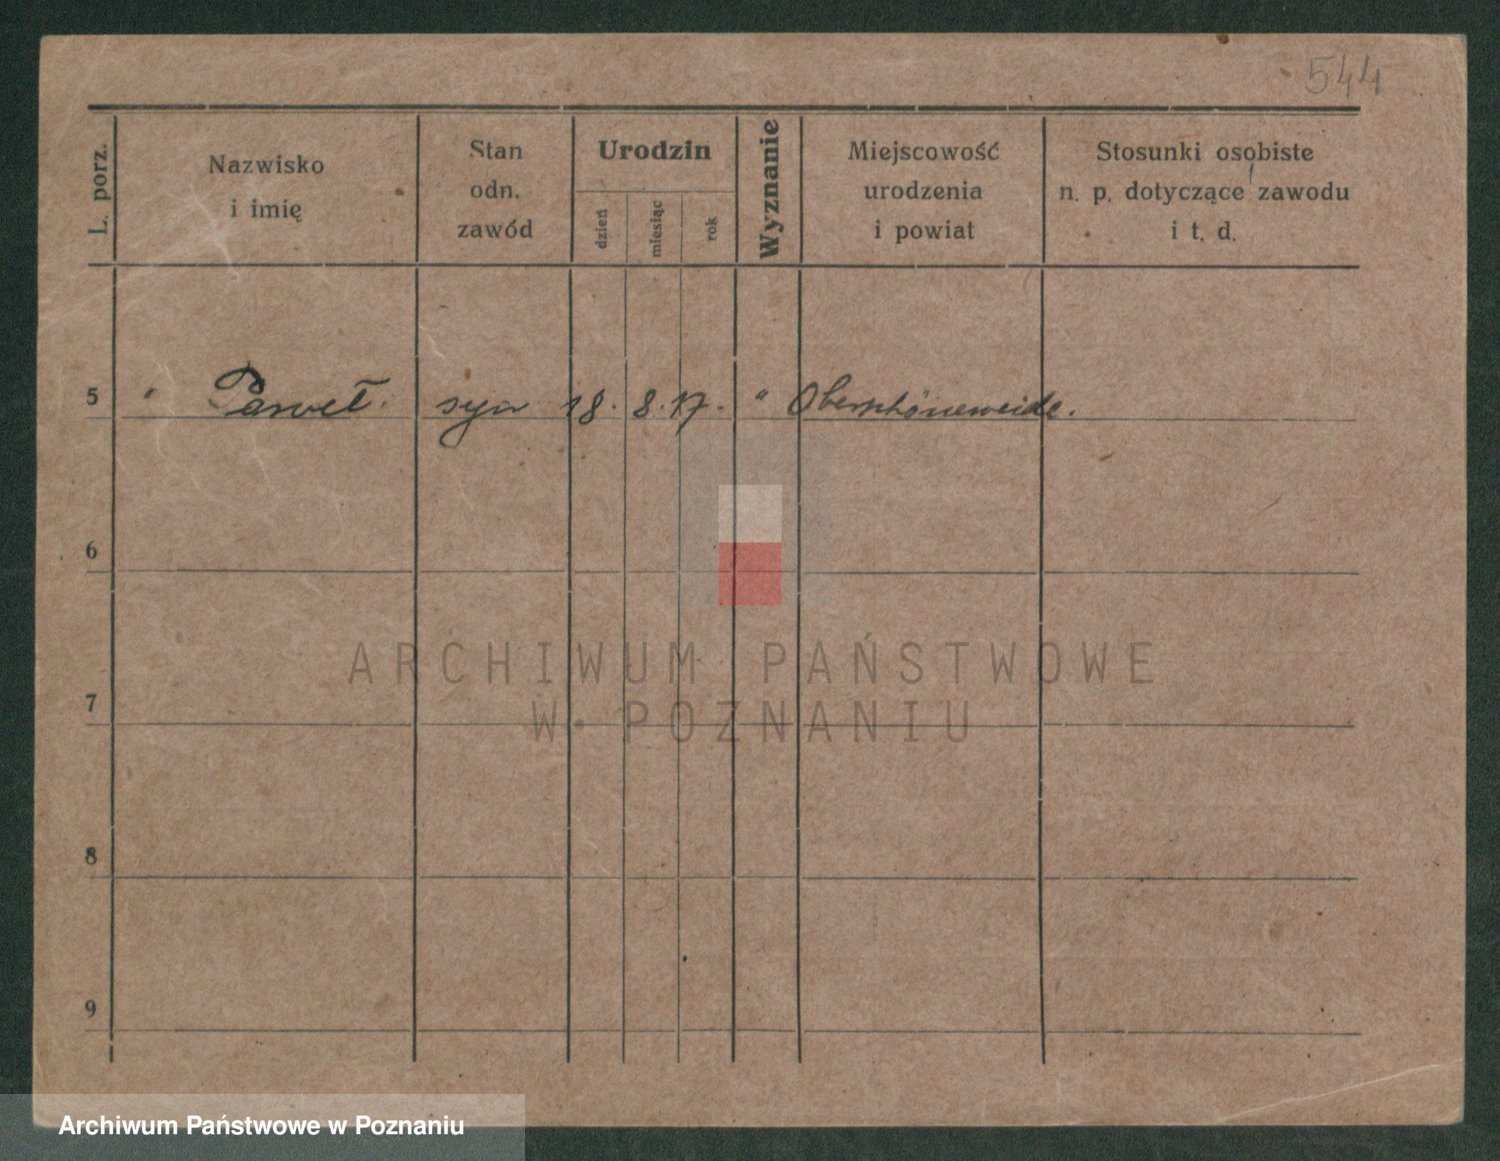 544
L. porz.
Nazwisko
i imię
Stan
odn.
zawód
Urodzin
dzień
miesiąc
rok
Wyznanie
Miejscowość
urodzenia
i powiat
Stosunki osobiste
n. p. dotyczące zawodu
i t. d.
5 " Paweł. syn 18. 8. 17. " Oberschöneweide.
6
7
8
9
ARCHIWUM PAŃSTWOWE
W POZNANIU
Archiwum Państwowe w Poznaniu